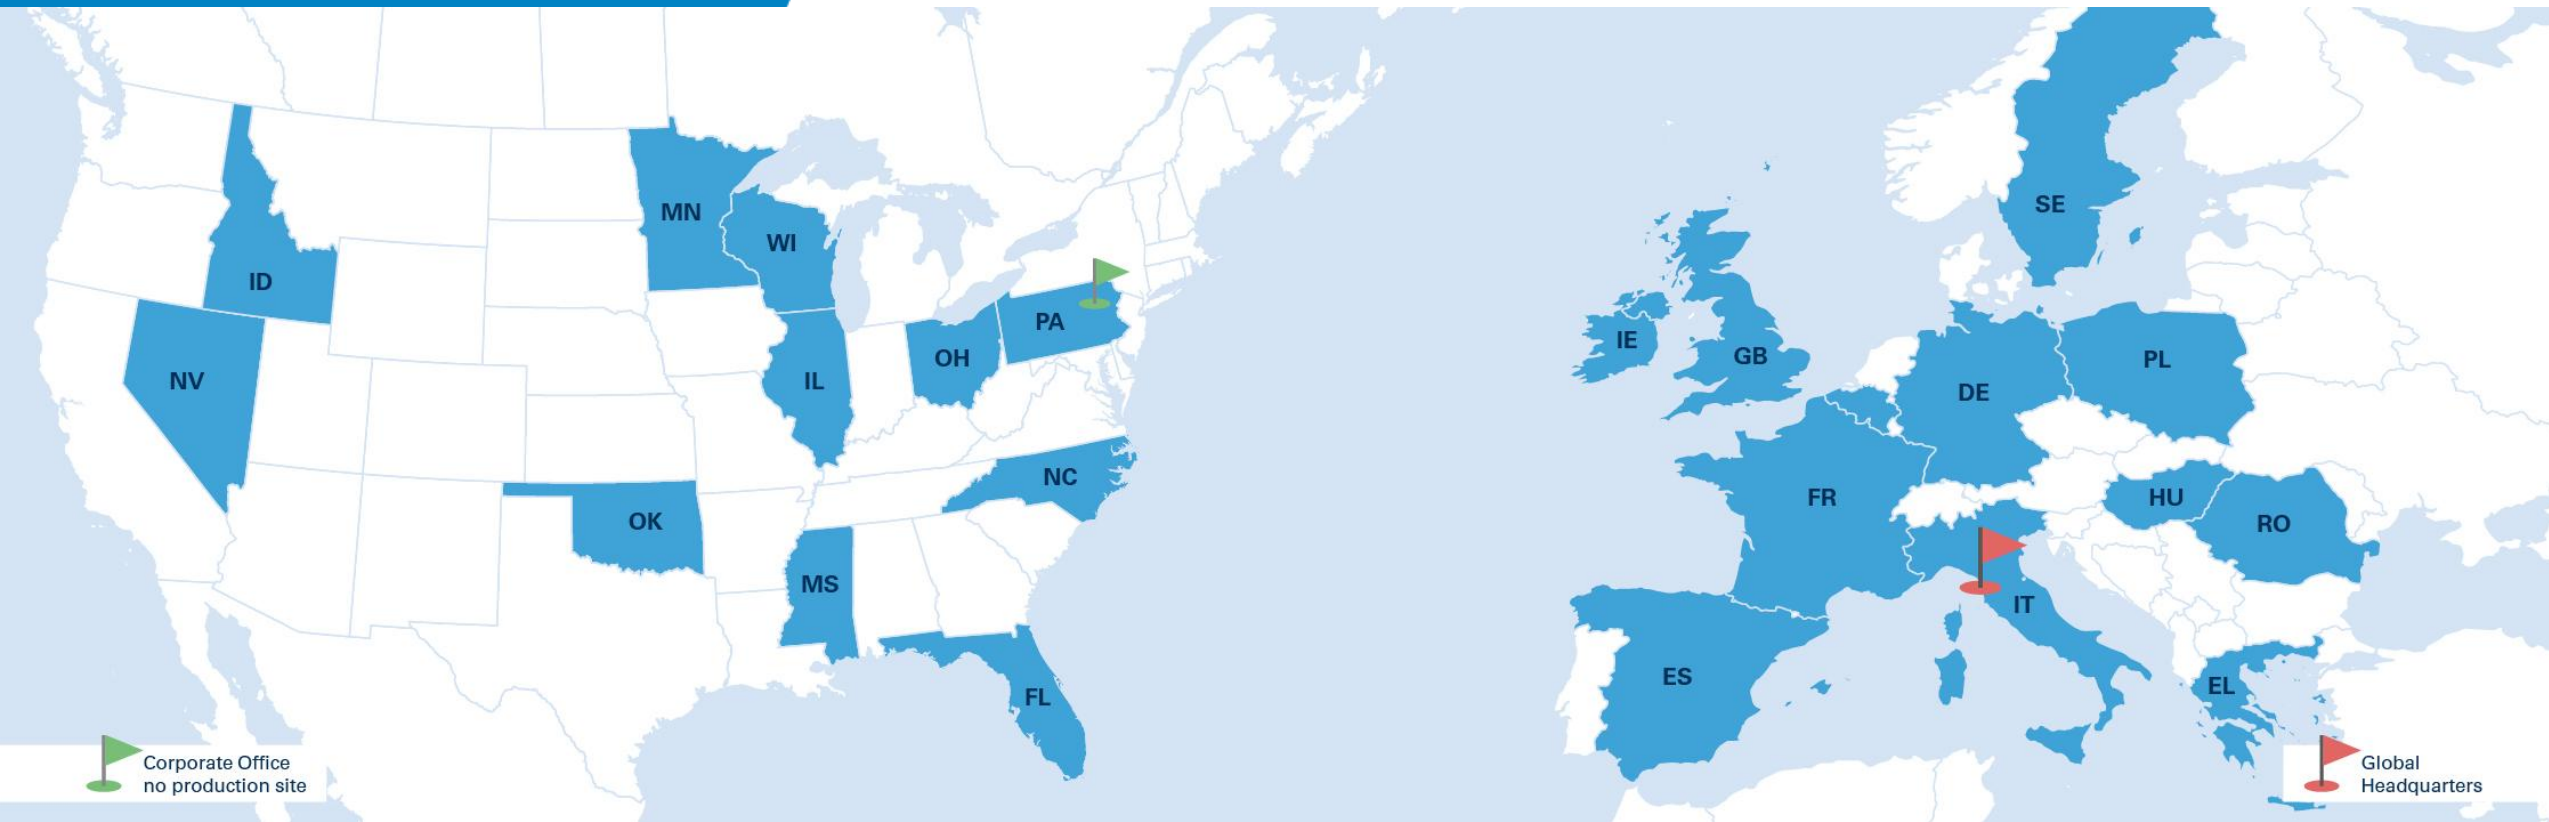 ID
NV
MN
WI
IL
OH
PA
NC
OK
MS
FL
SE
IE
GB
DE
PL
FR
HU
RO
IT
ES
EL
Corporate Office
no production site
Global
Headquarters